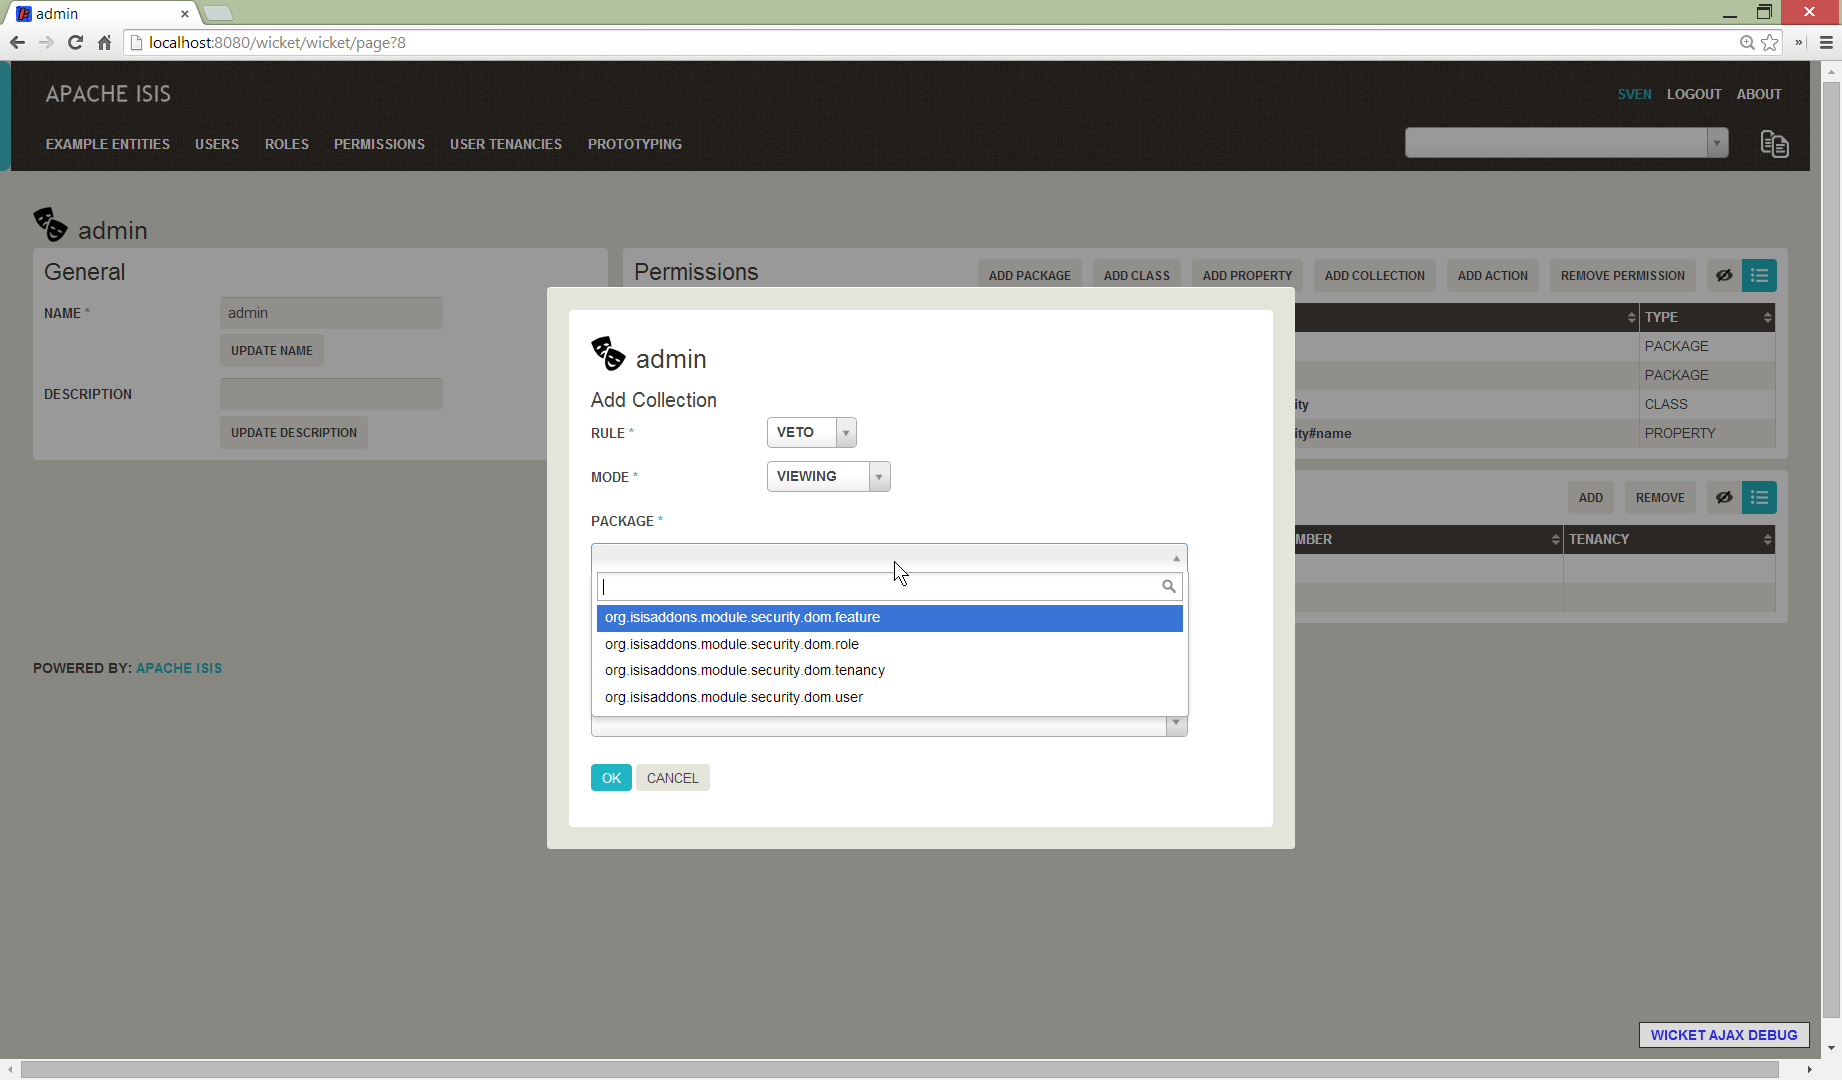 admin
localhost:8080/wicket/wicket/page?8
APACHE ISIS
SVEN LOGOUT ABOUT
EXAMPLE ENTITIES USERS ROLES PERMISSIONS USER TENANCIES PROTOTYPING
admin
General
NAME *
admin
UPDATE NAME
DESCRIPTION
UPDATE DESCRIPTION
Permissions
ADD PACKAGE ADD CLASS ADD PROPERTY ADD COLLECTION ADD ACTION REMOVE PERMISSION
TYPE
PACKAGE
PACKAGE
ity CLASS
ity#name PROPERTY
ADD REMOVE
MBER TENANCY
admin
Add Collection
RULE * VETO
MODE * VIEWING
PACKAGE *
org.isisaddons.module.security.dom.feature
org.isisaddons.module.security.dom.role
org.isisaddons.module.security.dom.tenancy
org.isisaddons.module.security.dom.user
OK CANCEL
POWERED BY: APACHE ISIS
WICKET AJAX DEBUG